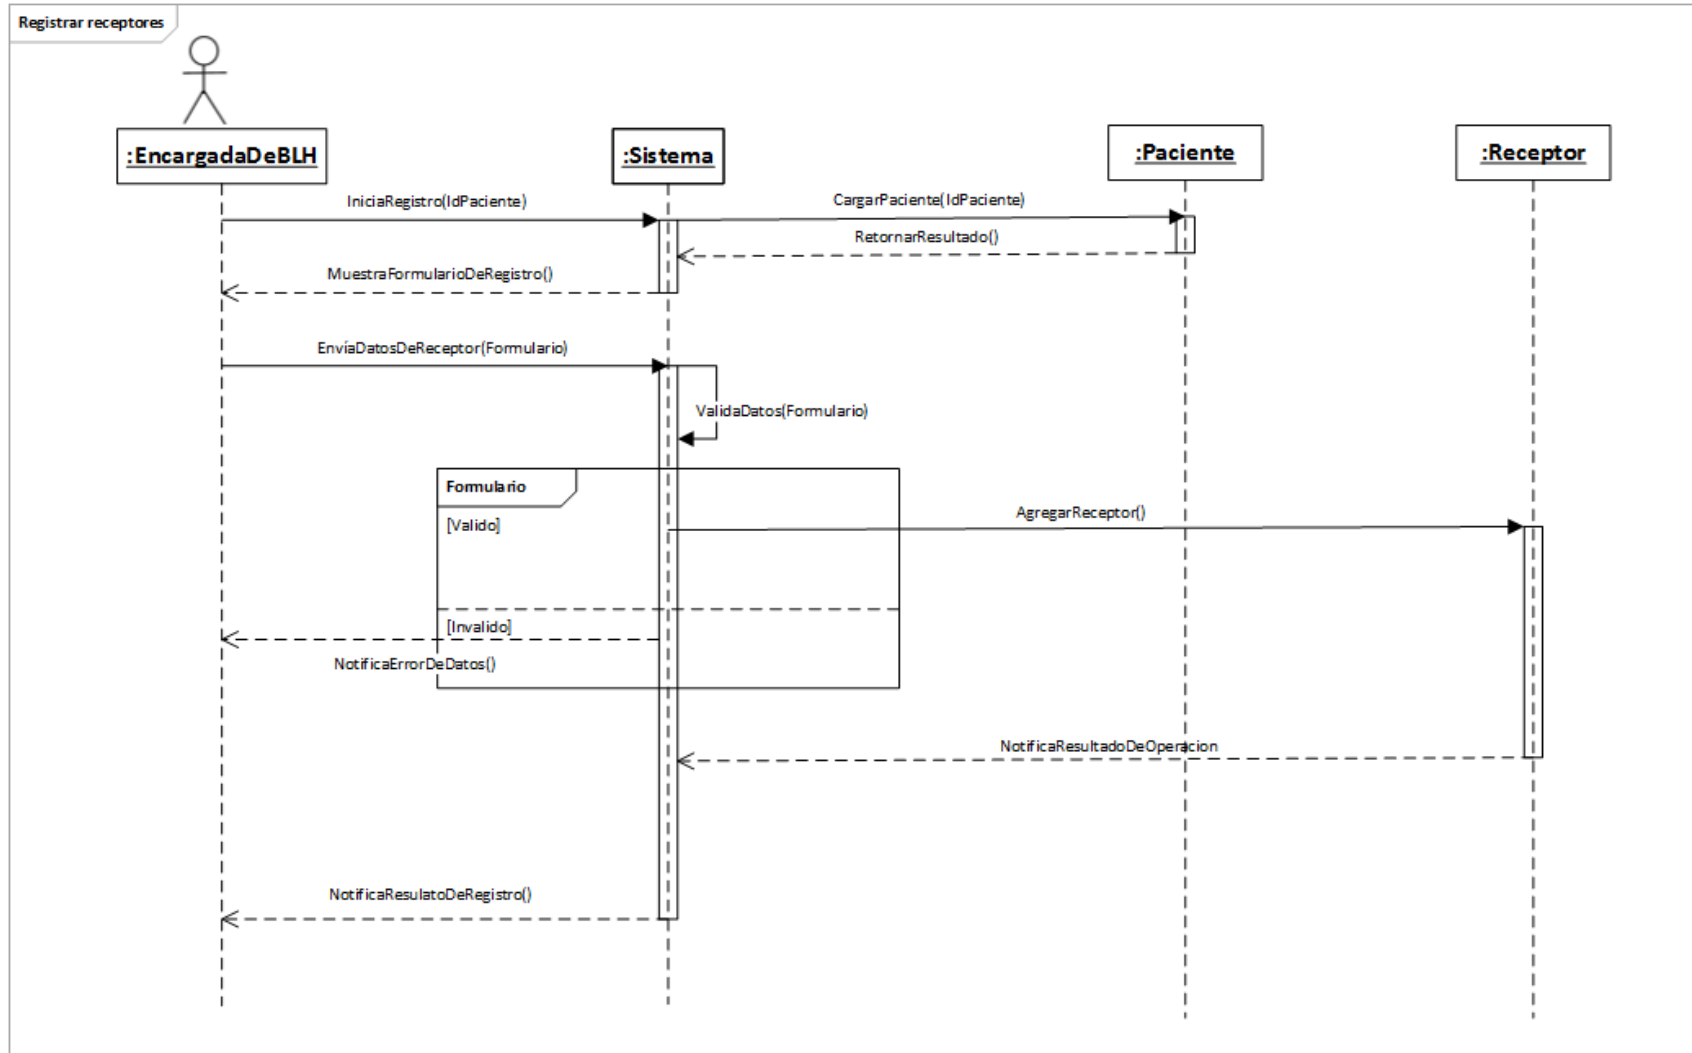 Registrar receptores
:EncargadaDeBLH
:Sistema
:Paciente
:Receptor
IniciaRegistro(IdPaciente)
CargarPaciente(IdPaciente)
RetornarResultado()
MuestraFormularioDeRegistro()
EnvíaDatosDeReceptor(Formulario)
ValidaDatos(Formulario)
Formulario
[Valido]
AgregarReceptor()
[Invalido]
NotificaErrorDeDatos()
NotificaResultadoDeOperacion
NotificaResulatoDeRegistro()